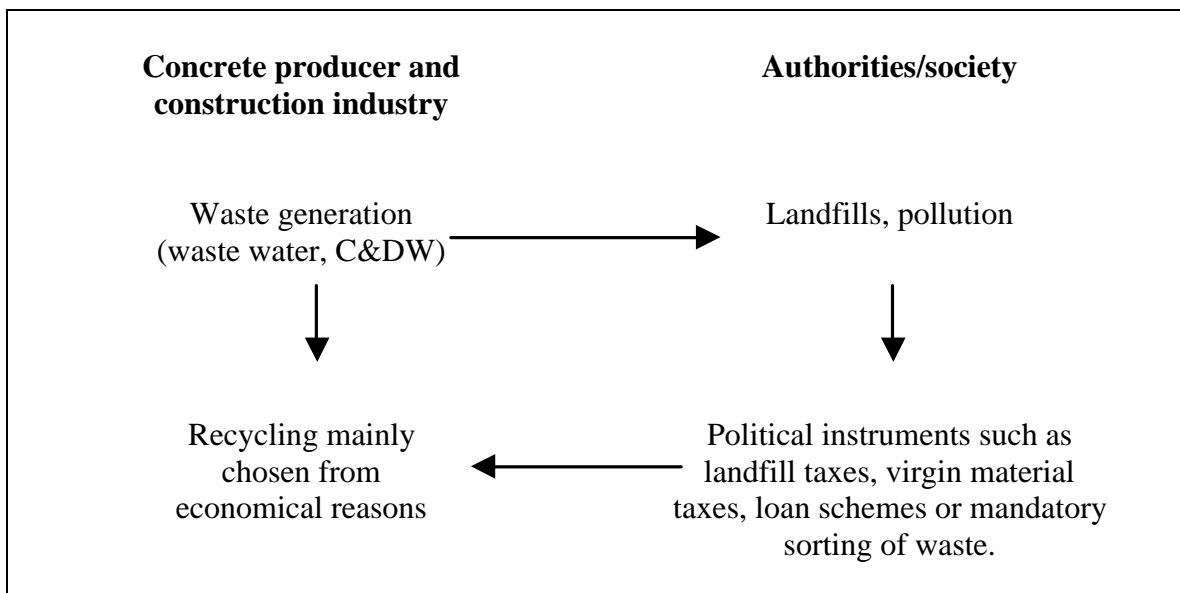 Concrete producer and
construction industry
Authorities/society
Waste generation
(waste water, C&DW)
Landfills, pollution
Recycling mainly
chosen from
economical reasons
Political instruments such as
landfill taxes, virgin material
taxes, loan schemes or mandatory
sorting of waste.